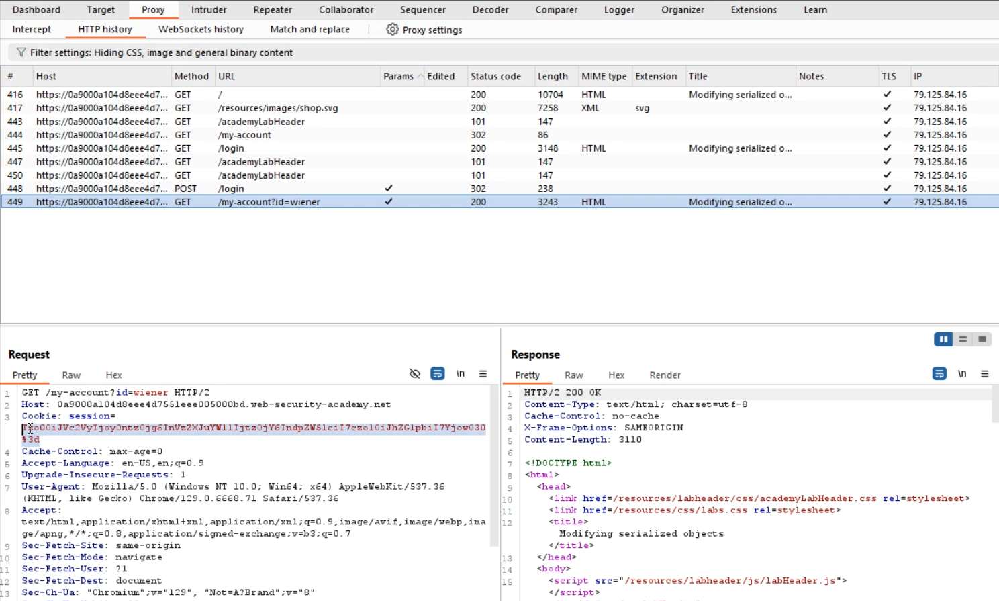 Dashboard Target Proxy Intruder Repeater Collaborator Sequencer Decoder Comparer Logger Organizer Extensions Learn
Intercept HTTP history WebSockets history Match and replace Proxy settings
Filter settings: Hiding CSS, image and general binary content
# Host Method URL Params Edited Status code Length MIME type Extension Title Notes TLS IP
416 https://0a9000a104d8eee4d7... GET / 200 10704 HTML Modifying serialized o... ✓ 79.125.84.16
417 https://0a9000a104d8eee4d7... GET /resources/images/shop.svg 200 7258 XML svg ✓ 79.125.84.16
443 https://0a9000a104d8eee4d7... GET /academyLabHeader 101 147 ✓ 79.125.84.16
444 https://0a9000a104d8eee4d7... GET /my-account 302 86 ✓ 79.125.84.16
445 https://0a9000a104d8eee4d7... GET /login 200 3148 HTML Modifying serialized o... ✓ 79.125.84.16
447 https://0a9000a104d8eee4d7... GET /academyLabHeader 101 147 ✓ 79.125.84.16
450 https://0a9000a104d8eee4d7... GET /academyLabHeader 101 147 ✓ 79.125.84.16
448 https://0a9000a104d8eee4d7... POST /login ✓ 302 238 ✓ 79.125.84.16
449 https://0a9000a104d8eee4d7... GET /my-account?id=wiener ✓ 200 3243 HTML Modifying serialized o... ✓ 79.125.84.16
Request
Pretty Raw Hex \n
1 GET /my-account?id=wiener HTTP/2
2 Host: 0a9000a104d8eee4d7551eee005000bd.web-security-academy.net
3 Cookie: session=
Tzo0OiJVc2VyIjoyOntzOjg6InVzZXJuYW1lIjtzOjY6IndpZW5lciI7czo1OiJhZG1pbiI7YjowO30
%3d
4 Cache-Control: max-age=0
5 Accept-Language: en-US,en;q=0.9
6 Upgrade-Insecure-Requests: 1
7 User-Agent: Mozilla/5.0 (Windows NT 10.0; Win64; x64) AppleWebKit/537.36
(KHTML, like Gecko) Chrome/129.0.6668.71 Safari/537.36
8 Accept:
text/html,application/xhtml+xml,application/xml;q=0.9,image/avif,image/webp,ima
ge/apng,*/*;q=0.8,application/signed-exchange;v=b3;q=0.7
9 Sec-Fetch-Site: same-origin
10 Sec-Fetch-Mode: navigate
11 Sec-Fetch-User: ?1
12 Sec-Fetch-Dest: document
13 Sec-Ch-Ua: "Chromium";v="129", "Not=A?Brand";v="8"
Response
Pretty Raw Hex Render \n
1 HTTP/2 200 OK
2 Content-Type: text/html; charset=utf-8
3 Cache-Control: no-cache
4 X-Frame-Options: SAMEORIGIN
5 Content-Length: 3110
6
7 <!DOCTYPE html>
8 <html>
9 <head>
10 <link href=/resources/labheader/css/academyLabHeader.css rel=stylesheet>
11 <link href=/resources/css/labs.css rel=stylesheet>
12 <title>
Modifying serialized objects
</title>
13 </head>
14 <body>
15 <script src="/resources/labheader/js/labHeader.js">
</script>